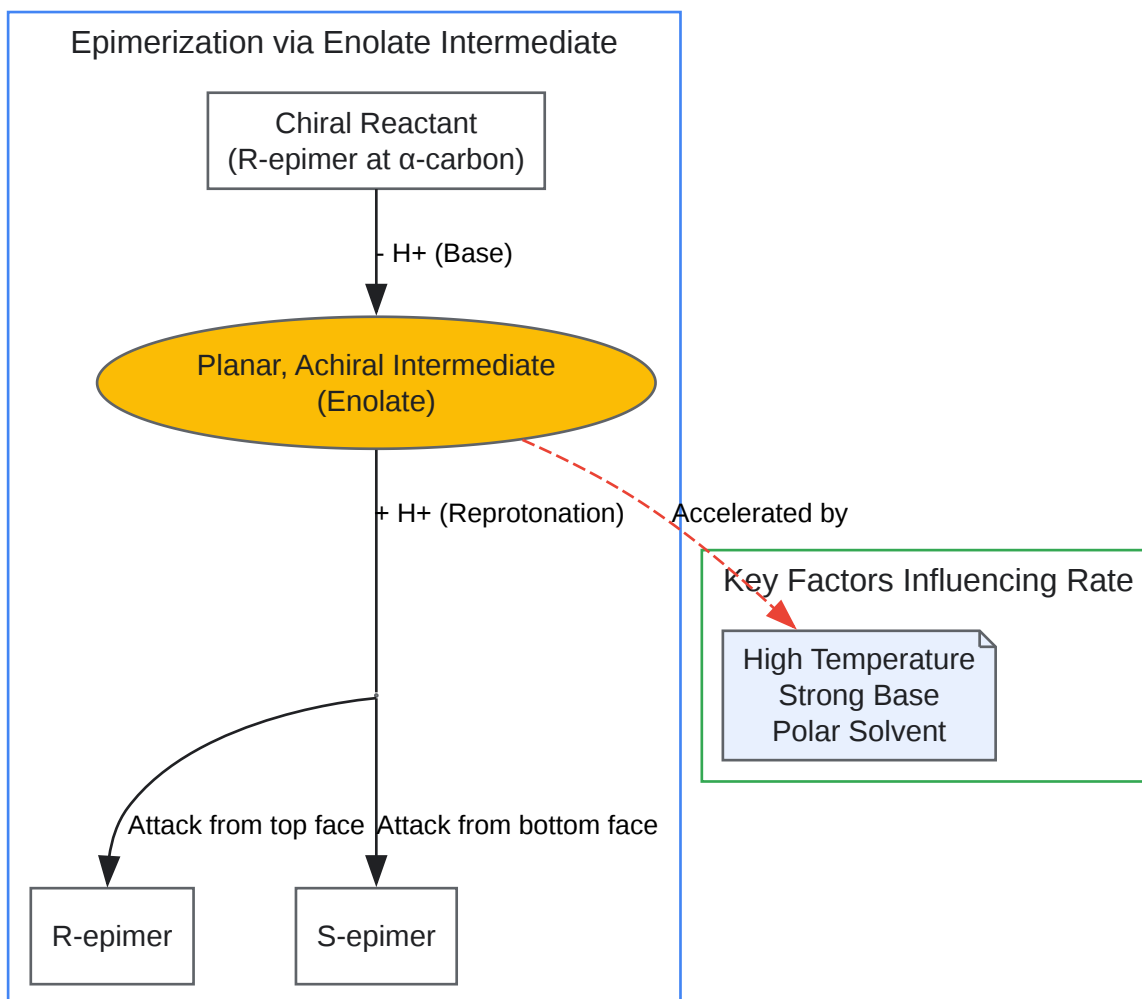 Epimerization via Enolate Intermediate
Chiral Reactant
(R-epimer at α-carbon)
- H+ (Base)
Planar, Achiral Intermediate
(Enolate)
+ H+ (Reprotonation)
Accelerated by
Key Factors Influencing Rate
High Temperature
Strong Base
Polar Solvent
Attack from top face
Attack from bottom face
R-epimer
S-epimer